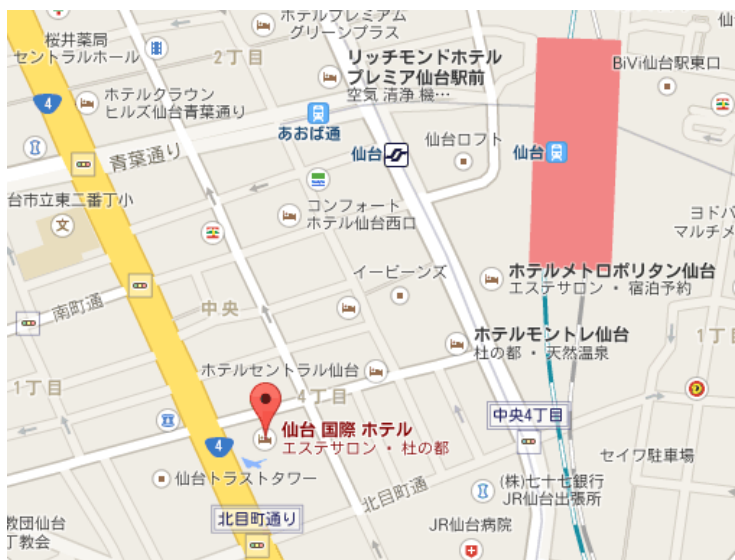 ホテルプレミアム
グリーンプラス
仙
桜井薬局
セントラルホール
2丁目
リッチモンドホテル
プレミア仙台駅前
空気 清浄 機…
BiVi仙台駅東口
4
ホテルクラウン
ヒルズ仙台青葉通り
あおば通
仙台
仙台ロフト
仙台
青葉通り
台市立東二番丁小
文
コンフォート
ホテル仙台西口
ヨドバ
マルチメ
イービーンズ
ホテルメトロポリタン仙台
エステサロン ・ 宿泊予約
南町通
中央
ホテルモントレ仙台
杜の都 ・ 天然温泉
1丁目
ホテルセントラル仙台
1丁目
4丁目
中央4丁目
仙台 国際 ホテル
エステサロン ・ 杜の都
4
セイワ駐車場
仙台トラストタワー
北目町通
(株)七十七銀行
JR仙台出張所
北目町通り
教団仙台
丁教会
JR仙台病院